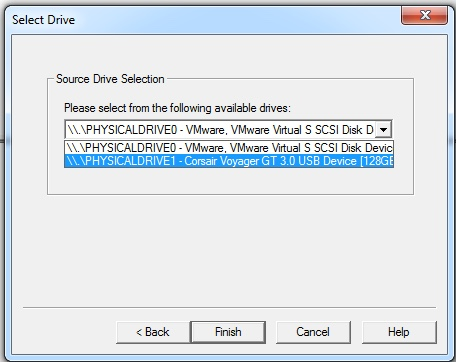 Select Drive
Source Drive Selection
Please select from the following available drives:
\\.\PHYSICALDRIVE0 - VMware, VMware Virtual S SCSI Disk D
\\.\PHYSICALDRIVE0 - VMware, VMware Virtual S SCSI Disk Devic
\\.\PHYSICALDRIVE1 - Corsair Voyager GT 3.0 USB Device [128GE
< Back Finish Cancel Help